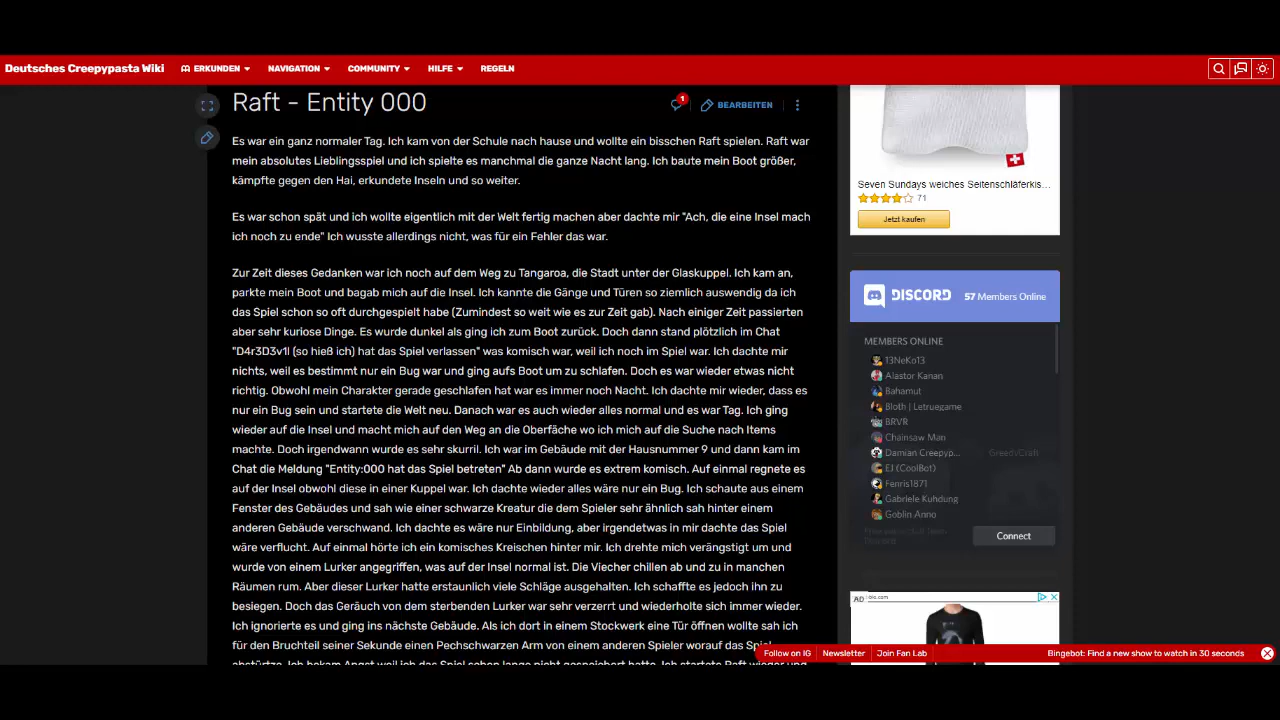 Deutsches Creepypasta Wiki
ERKUNDEN
NAVIGATION
COMMUNITY
HILFE
REGELN
Raft - Entity 000
1
BEARBEITEN
Es war ein ganz normaler Tag. Ich kam von der Schule nach hause und wollte ein bisschen Raft spielen. Raft war
mein absolutes Lieblingsspiel und ich spielte es manchmal die ganze Nacht lang. Ich baute mein Boot größer,
kämpfte gegen den Hai, erkundete Inseln und so weiter.
Es war schon spät und ich wollte eigentlich mit der Welt fertig machen aber dachte mir "Ach, die eine Insel mach
ich noch zu ende" Ich wusste allerdings nicht, was für ein Fehler das war.
Zur Zeit dieses Gedanken war ich noch auf dem Weg zu Tangaroa, die Stadt unter der Glaskuppel. Ich kam an,
parkte mein Boot und bagab mich auf die Insel. Ich kannte die Gänge und Türen so ziemlich auswendig da ich
das Spiel schon so oft durchgespielt habe (Zumindest so weit wie es zur Zeit gab). Nach einiger Zeit passierten
aber sehr kuriose Dinge. Es wurde dunkel als ging ich zum Boot zurück. Doch dann stand plötzlich im Chat
"D4r3D3v1l (so hieß ich) hat das Spiel verlassen" was komisch war, weil ich noch im Spiel war. Ich dachte mir
nichts, weil es bestimmt nur ein Bug war und ging aufs Boot um zu schlafen. Doch es war wieder etwas nicht
richtig. Obwohl mein Charakter gerade geschlafen hat war es immer noch Nacht. Ich dachte mir wieder, dass es
nur ein Bug sein und startete die Welt neu. Danach war es auch wieder alles normal und es war Tag. Ich ging
wieder auf die Insel und macht mich auf den Weg an die Oberfäche wo ich mich auf die Suche nach Items
machte. Doch irgendwann wurde es sehr skurril. Ich war im Gebäude mit der Hausnummer 9 und dann kam im
Chat die Meldung "Entity:000 hat das Spiel betreten" Ab dann wurde es extrem komisch. Auf einmal regnete es
auf der Insel obwohl diese in einer Kuppel war. Ich dachte wieder alles wäre nur ein Bug. Ich schaute aus einem
Fenster des Gebäudes und sah wie einer schwarze Kreatur die dem Spieler sehr ähnlich sah hinter einem
anderen Gebäude verschwand. Ich dachte es wäre nur Einbildung, aber irgendetwas in mir dachte das Spiel
wäre verflucht. Auf einmal hörte ich ein komisches Kreischen hinter mir. Ich drehte mich verängstigt um und
wurde von einem Lurker angegriffen, was auf der Insel normal ist. Die Viecher chillen ab und zu in manchen
Räumen rum. Aber dieser Lurker hatte erstaunlich viele Schläge ausgehalten. Ich schaffte es jedoch ihn zu
besiegen. Doch das Geräuch von dem sterbenden Lurker war sehr verzerrt und wiederholte sich immer wieder.
Ich ignorierte es und ging ins nächste Gebäude. Als ich dort in einem Stockwerk eine Tür öffnen wollte sah ich
für den Bruchteil seiner Sekunde einen Pechschwarzen Arm von einem anderen Spieler worauf das Spiel
abstürzte. Ich bekam Angst weil ich das Spiel schon lange nicht gespeichert hatte. Ich startete Raft wieder und
Seven Sundays weiches Seitenschläferkis...
71
Jetzt kaufen
DISCORD
57 Members Online
MEMBERS ONLINE
13NeKo13
Alastor Kanan
Bahamut
Bloth | Letruegame
BRVR
Chainsaw Man
Damian Creepyp...
GreedyCraft
EJ (CoolBot)
Fenris1871
Gabriele Kuhdung
Goblin Anno
Connect
AD
Follow on IG
Newsletter
Join Fan Lab
Bingebot: Find a new show to watch in 30 seconds